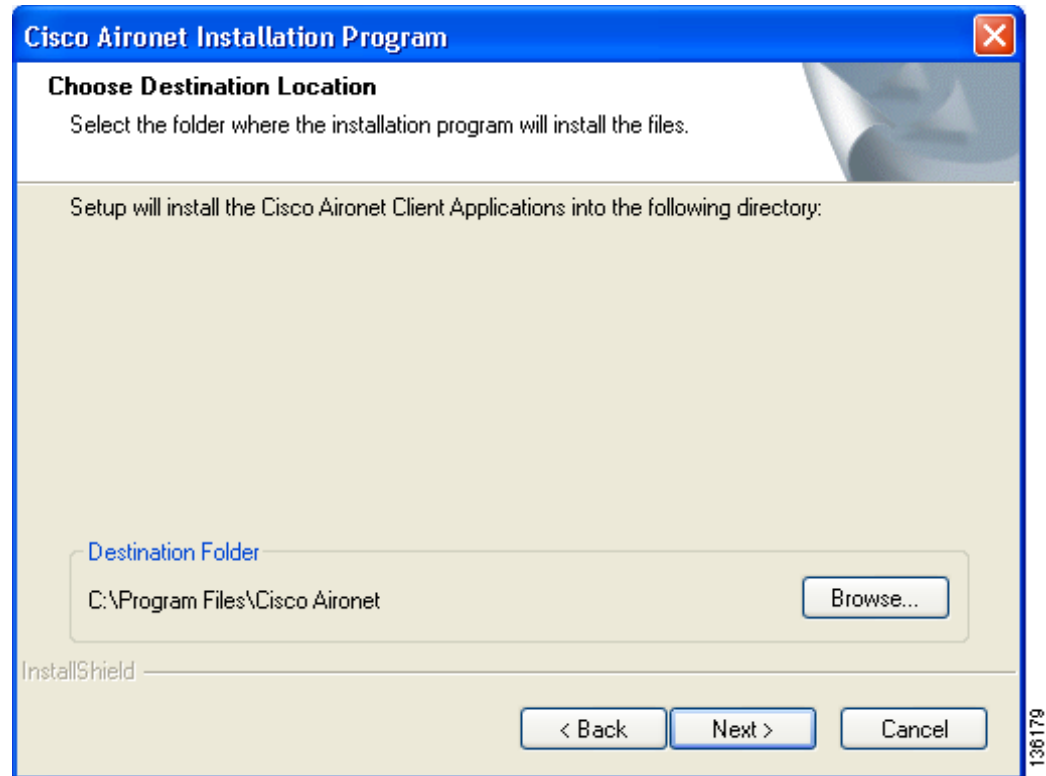 Cisco Aironet Installation Program
Choose Destination Location
Select the folder where the installation program will install the files.
Setup will install the Cisco Aironet Client Applications into the following directory:
Destination Folder
C:\Program Files\Cisco Aironet
Browse...
InstallShield
< Back
Next >
Cancel
136179